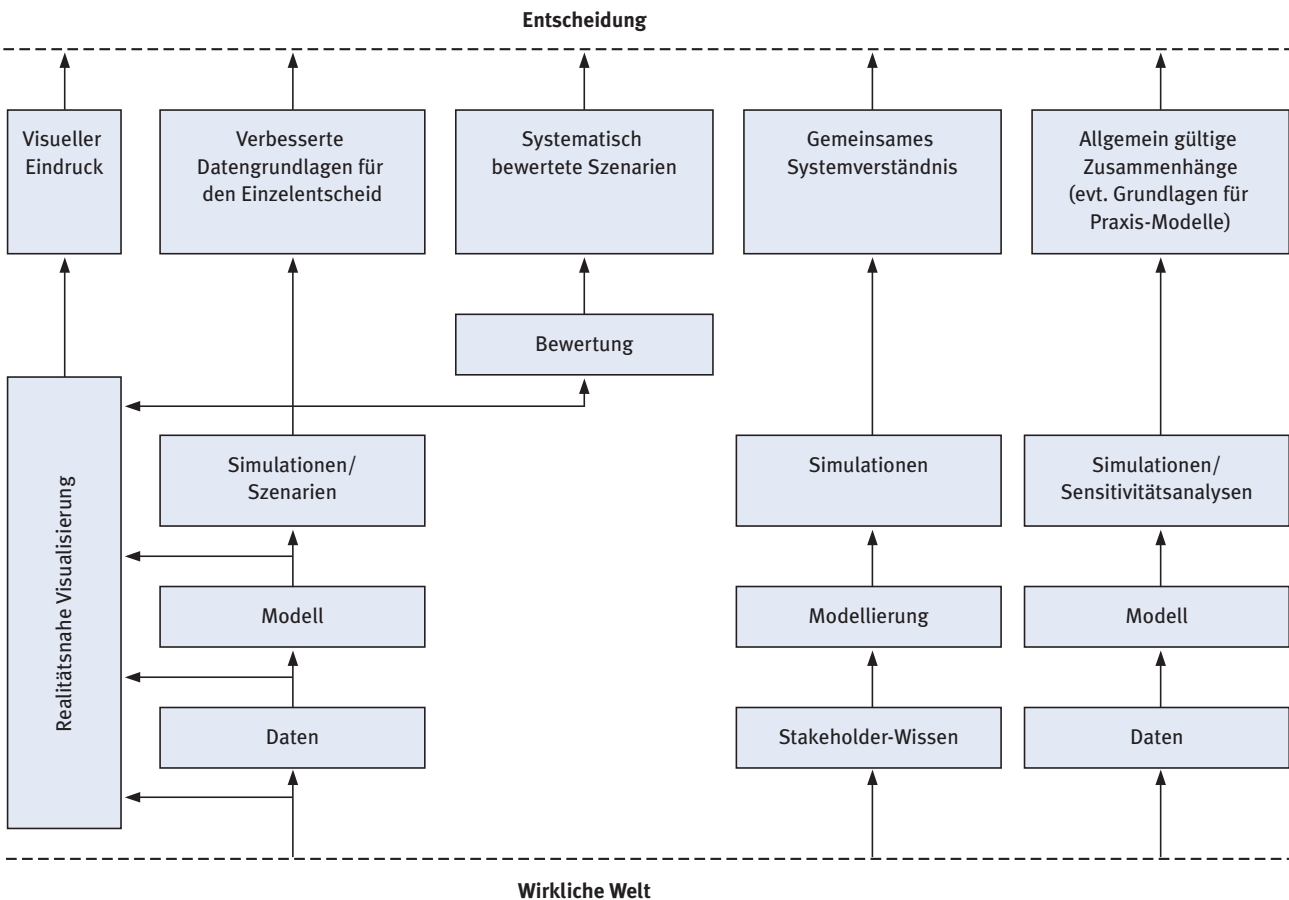 Entscheidung
Visueller
Eindruck
Verbesserte
Datengrundlagen für
den Einzelentscheid
Systematisch
bewertete Szenarien
Gemeinsames
Systemverständnis
Allgemein gültige
Zusammenhänge
(evt. Grundlagen für
Praxis-Modelle)
Bewertung
Realitätsnahe Visualisierung
Simulationen/
Szenarien
Simulationen
Simulationen/
Sensitivitätsanalysen
Modell
Modellierung
Modell
Daten
Stakeholder-Wissen
Daten
Wirkliche Welt